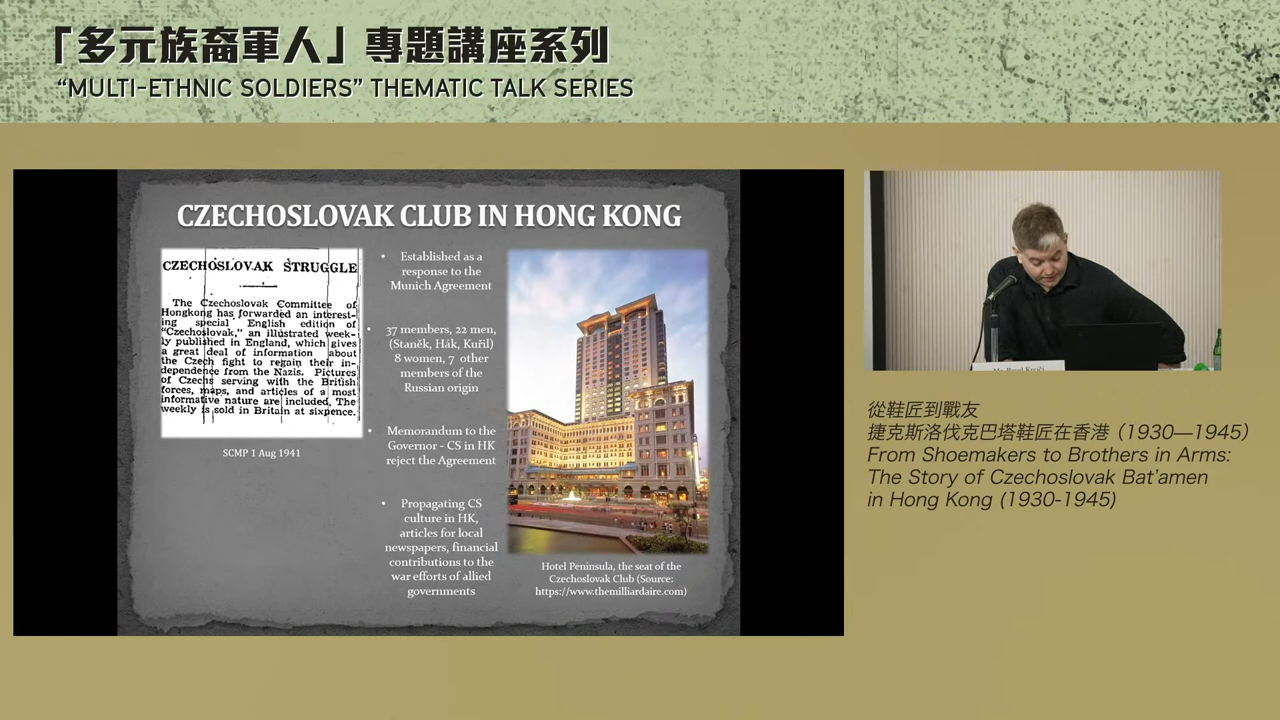 「多元族裔軍人」專題講座系列
“MULTI-ETHNIC SOLDIERS” THEMATIC TALK SERIES
CZECHOSLOVAK CLUB IN HONG KONG
CZECHOSLOVAK STRUGGLE
The Czechoslovak Committee of
Hongkong has forwarded an interest-
ing special English edition of
“Czechoslovak,” an illustrated week-
ly published in England, which gives
a great deal of information about
the Czech fight to regain their in-
dependence from the Nazis. Pictures
of Czechs serving with the British
forces, maps, and articles of a most
informative nature are included. The
weekly is sold in Britain at sixpence.
SCMP 1 Aug 1941
• Established as a
response to the
Munich Agreement
• 37 members, 22 men,
(Staněk, Hák, Kuřil)
8 women, 7 other
members of the
Russian origin
• Memorandum to the
Governor - CS in HK
reject the Agreement
• Propagating CS
culture in HK,
articles for local
newspapers, financial
contributions to the
war efforts of allied
governments
Hotel Peninsula, the seat of the
Czechoslovak Club (Source:
https://www.themilliardaire.com)
從鞋匠到戰友
捷克斯洛伐克巴塔鞋匠在香港（1930—1945）
From Shoemakers to Brothers in Arms:
The Story of Czechoslovak Bat'amen
in Hong Kong (1930-1945)